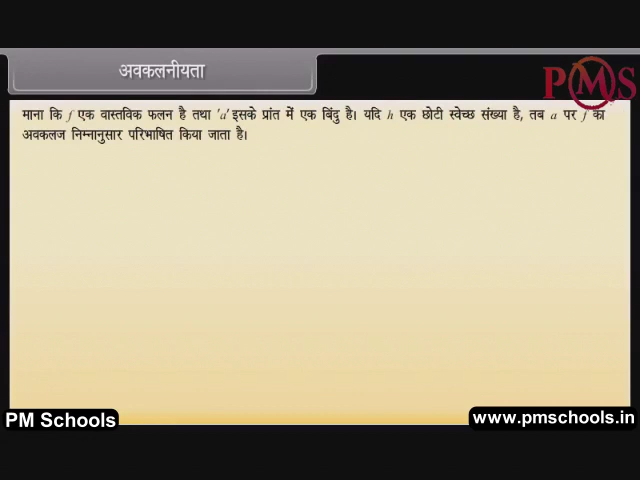 अवकलनीयता
PMS
माना कि f एक वास्तविक फलन है तथा 'a' इसके प्रांत में एक बिंदु है। यदि h एक छोटी स्वेच्छ संख्या है, तब a पर f का
अवकलज निम्नानुसार परिभाषित किया जाता है।
PM Schools
www.pmschools.in